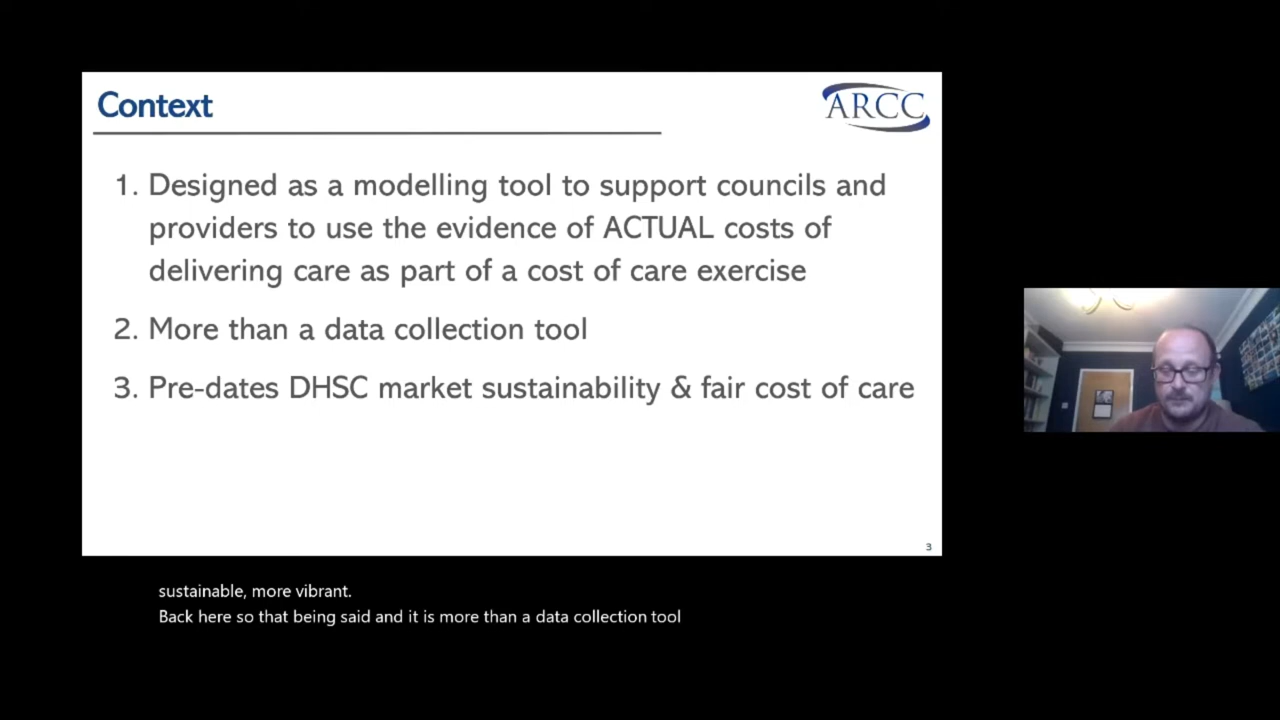 Context
ARCC
1. Designed as a modelling tool to support councils and
providers to use the evidence of ACTUAL costs of
delivering care as part of a cost of care exercise
2. More than a data collection tool
3. Pre-dates DHSC market sustainability & fair cost of care
3
sustainable, more vibrant.
Back here so that being said and it is more than a data collection tool